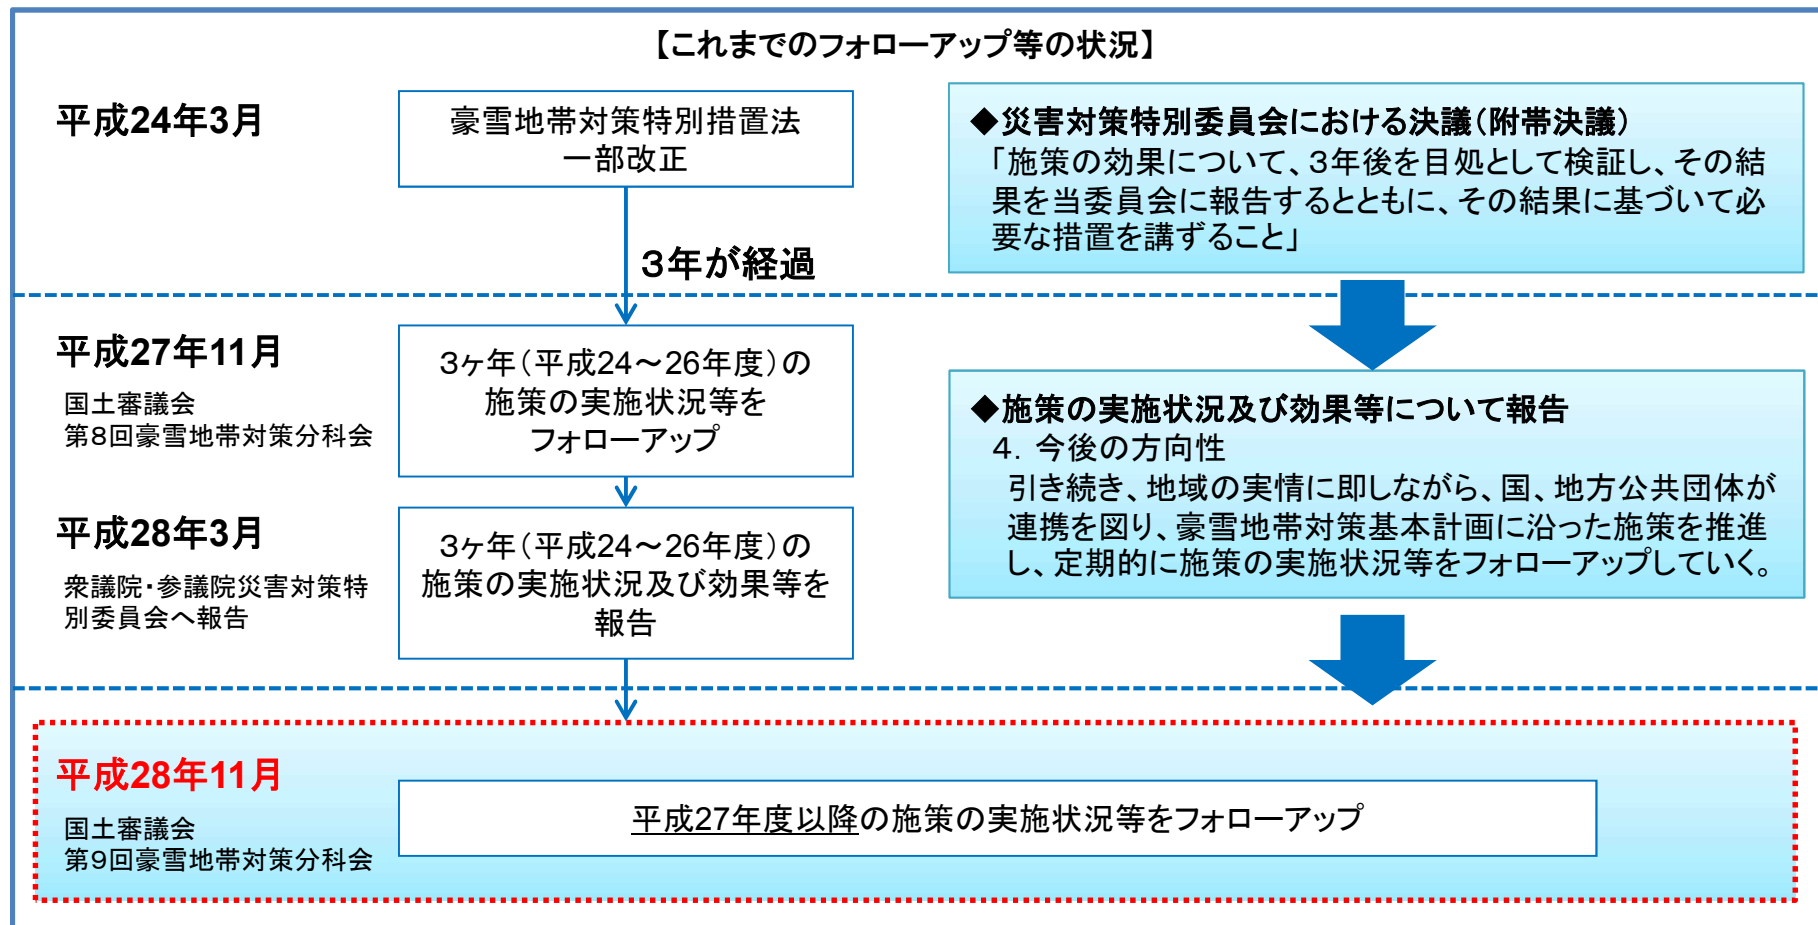 【これまでのフォローアップ等の状況】
平成24年3月
豪雪地帯対策特別措置法
一部改正
◆災害対策特別委員会における決議(附帯決議)
「施策の効果について、3年後を目処として検証し、その結
果を当委員会に報告するとともに、その結果に基づいて必
要な措置を講ずること」
3年が経過
平成27年11月
国土審議会
第8回豪雪地帯対策分科会
3ヶ年(平成24～26年度)の
施策の実施状況等を
フォローアップ
◆施策の実施状況及び効果等について報告
4．今後の方向性
引き続き、地域の実情に即しながら、国、地方公共団体が
連携を図り、豪雪地帯対策基本計画に沿った施策を推進
し、定期的に施策の実施状況等をフォローアップしていく。
平成28年3月
衆議院・参議院災害対策特
別委員会へ報告
3ヶ年(平成24～26年度)の
施策の実施状況及び効果等を
報告
平成28年11月
国土審議会
第9回豪雪地帯対策分科会
平成27年度以降の施策の実施状況等をフォローアップ